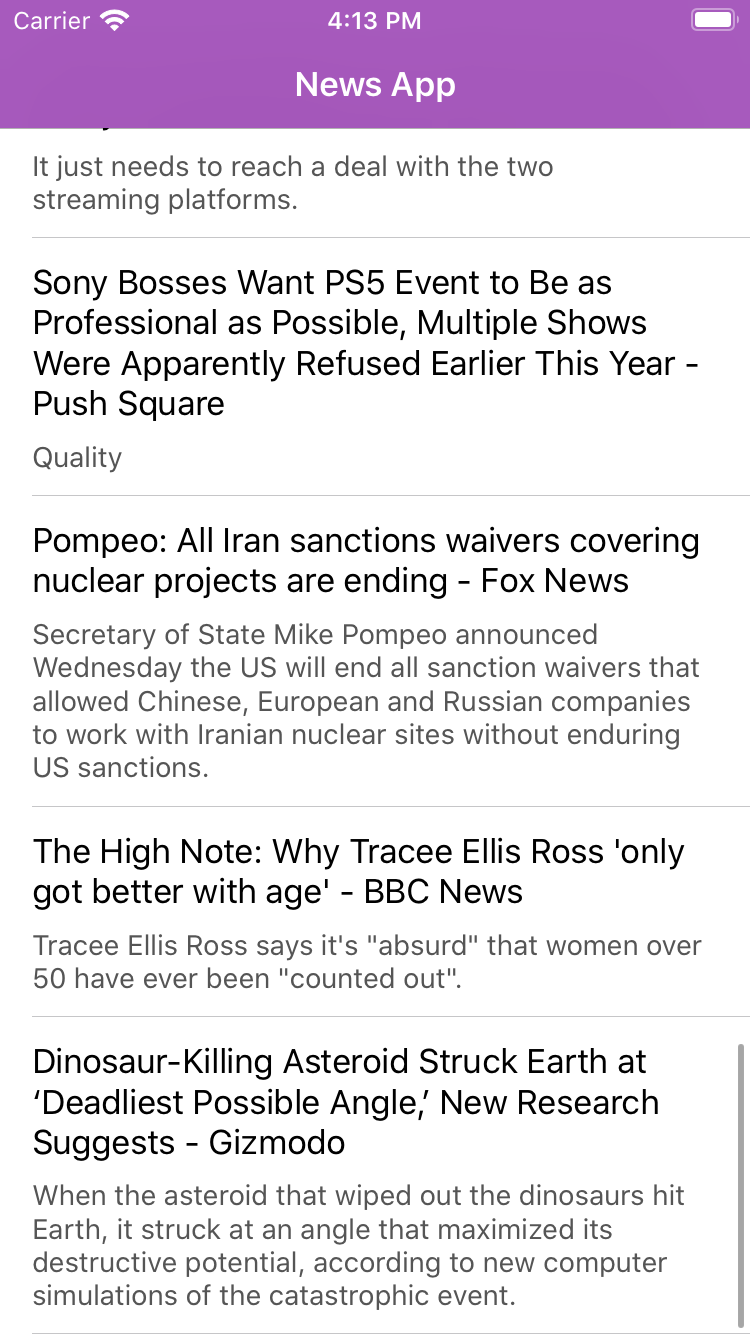 Carrier 4:13 PM
News App
It just needs to reach a deal with the two
streaming platforms.
Sony Bosses Want PS5 Event to Be as
Professional as Possible, Multiple Shows
Were Apparently Refused Earlier This Year -
Push Square
Quality
Pompeo: All Iran sanctions waivers covering
nuclear projects are ending - Fox News
Secretary of State Mike Pompeo announced
Wednesday the US will end all sanction waivers that
allowed Chinese, European and Russian companies
to work with Iranian nuclear sites without enduring
US sanctions.
The High Note: Why Tracee Ellis Ross 'only
got better with age' - BBC News
Tracee Ellis Ross says it's "absurd" that women over
50 have ever been "counted out".
Dinosaur-Killing Asteroid Struck Earth at
‘Deadliest Possible Angle,’ New Research
Suggests - Gizmodo
When the asteroid that wiped out the dinosaurs hit
Earth, it struck at an angle that maximized its
destructive potential, according to new computer
simulations of the catastrophic event.